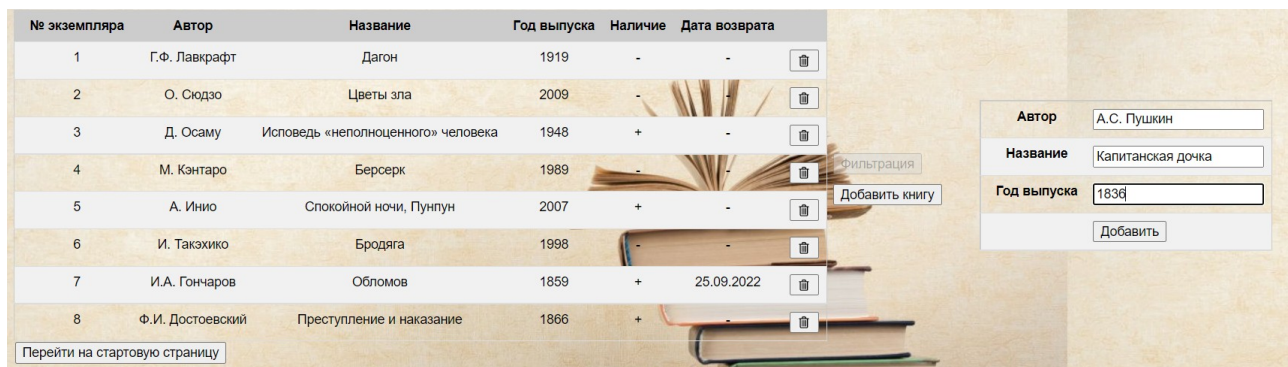 № экземпляра Автор Название Год выпуска Наличие Дата возврата
1 Г.Ф. Лавкрафт Дагон 1919 - -
2 О. Сюдзо Цветы зла 2009 - -
3 Д. Осаму Исповедь «неполноценного» человека 1948 + -
4 М. Кэнтаро Берсерк 1989 - -
5 А. Инио Спокойной ночи, Пунпун 2007 + -
6 И. Такэхико Бродяга 1998 - -
7 И.А. Гончаров Обломов 1859 + 25.09.2022
8 Ф.И. Достоевский Преступление и наказание 1866 + -
Перейти на стартовую страницу
Фильтрация
Добавить книгу
Автор А.С. Пушкин
Название Капитанская дочка
Год выпуска 1836
Добавить